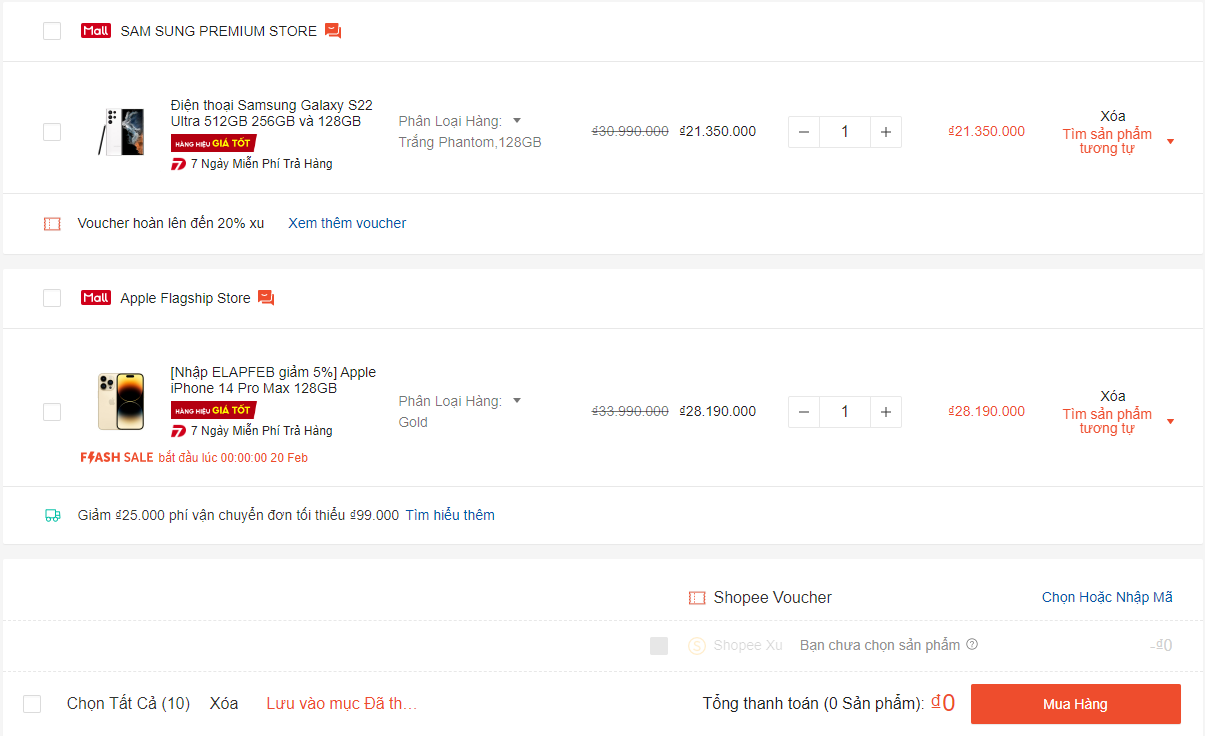 Mall SAM SUNG PREMIUM STORE
Điện thoại Samsung Galaxy S22
Ultra 512GB 256GB và 128GB
HÀNG HIỆU GIÁ TỐT
7 Ngày Miễn Phí Trả Hàng
Phân Loại Hàng:
Trắng Phantom,128GB
₫30.990.000 ₫21.350.000
− 1 +
₫21.350.000
Xóa
Tìm sản phẩm
tương tự
Voucher hoàn lên đến 20% xu Xem thêm voucher
Mall Apple Flagship Store
[Nhập ELAPFEB giảm 5%] Apple
iPhone 14 Pro Max 128GB
HÀNG HIỆU GIÁ TỐT
7 Ngày Miễn Phí Trả Hàng
FLASH SALE bắt đầu lúc 00:00:00 20 Feb
Phân Loại Hàng:
Gold
₫33.990.000 ₫28.190.000
− 1 +
₫28.190.000
Xóa
Tìm sản phẩm
tương tự
Giảm ₫25.000 phí vận chuyển đơn tối thiểu ₫99.000 Tìm hiểu thêm
Shopee Voucher Chọn Hoặc Nhập Mã
S Shopee Xu Bạn chưa chọn sản phẩm ? -₫0
Chọn Tất Cả (10) Xóa Lưu vào mục Đã th... Tổng thanh toán (0 Sản phẩm): ₫0 Mua Hàng